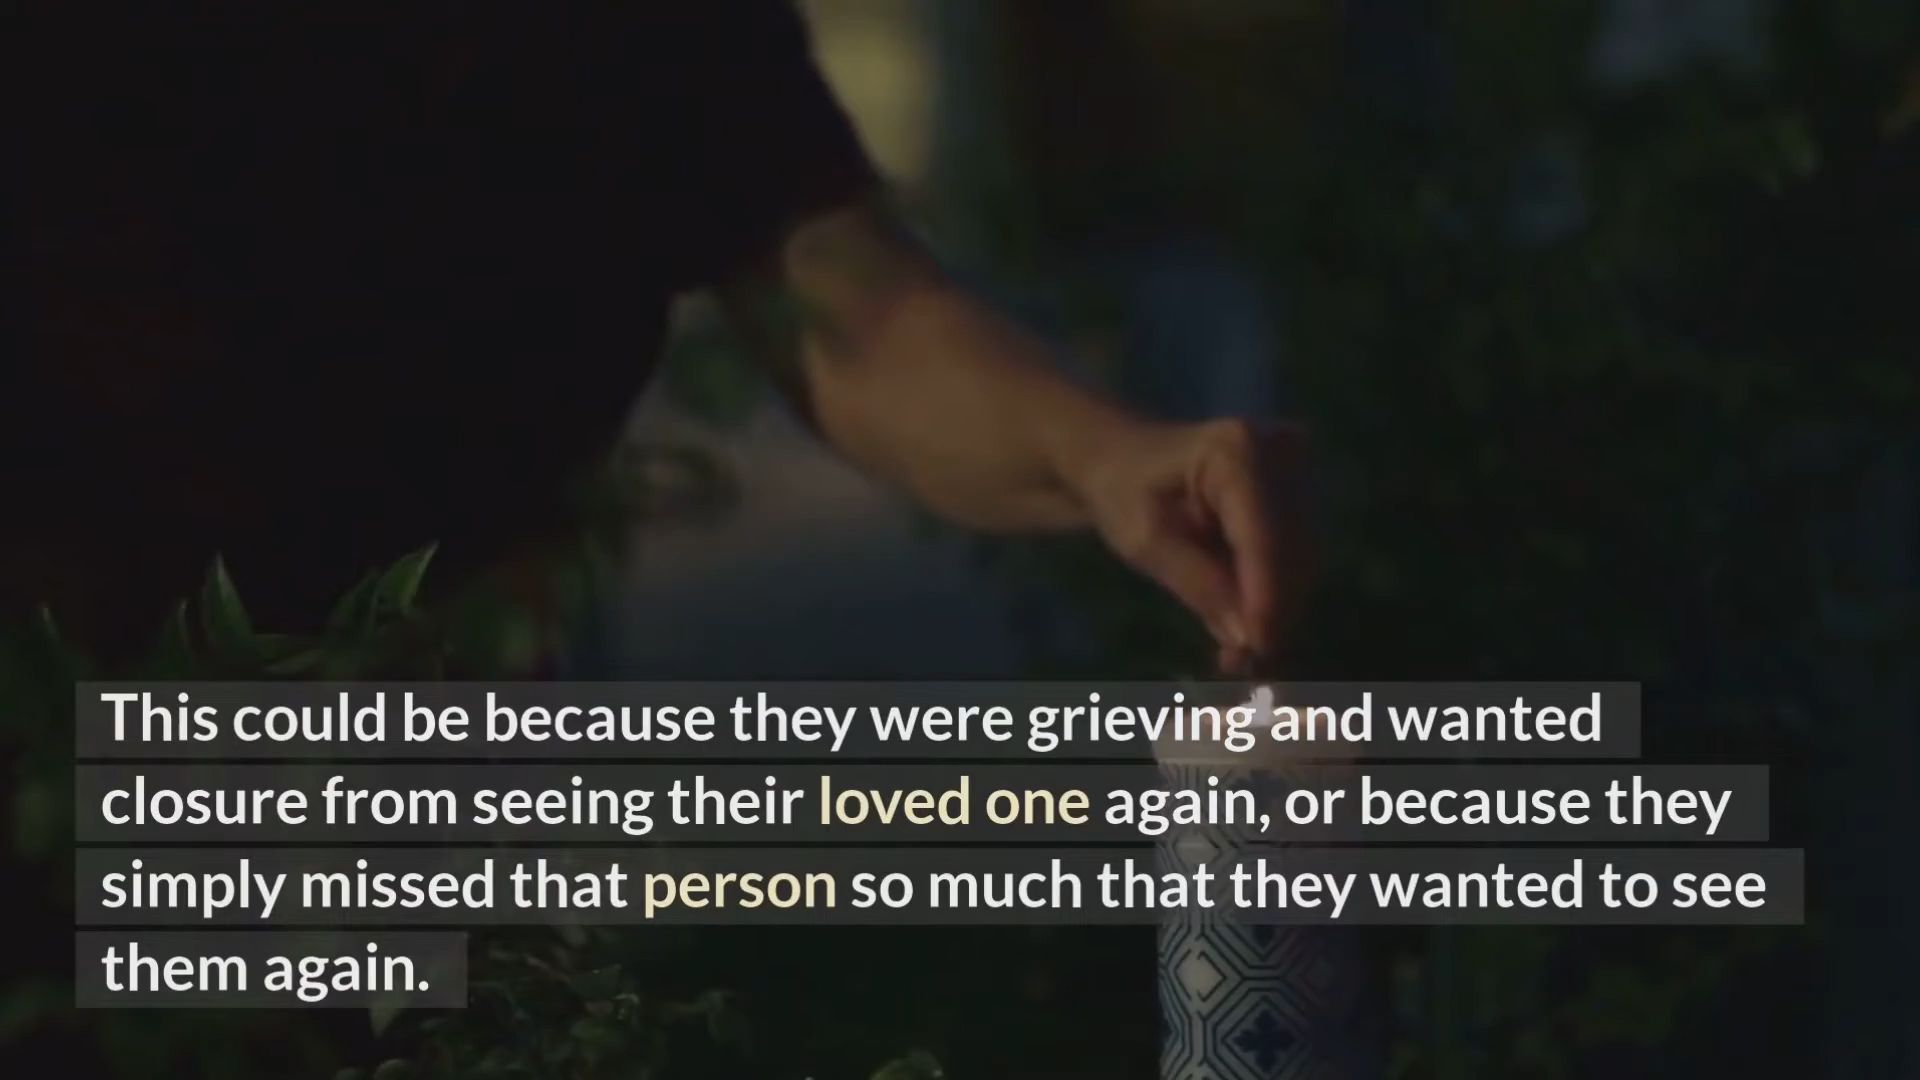 This could be because they were grieving and wanted
closure from seeing their loved one again, or because they
simply missed that person so much that they wanted to see
them again.